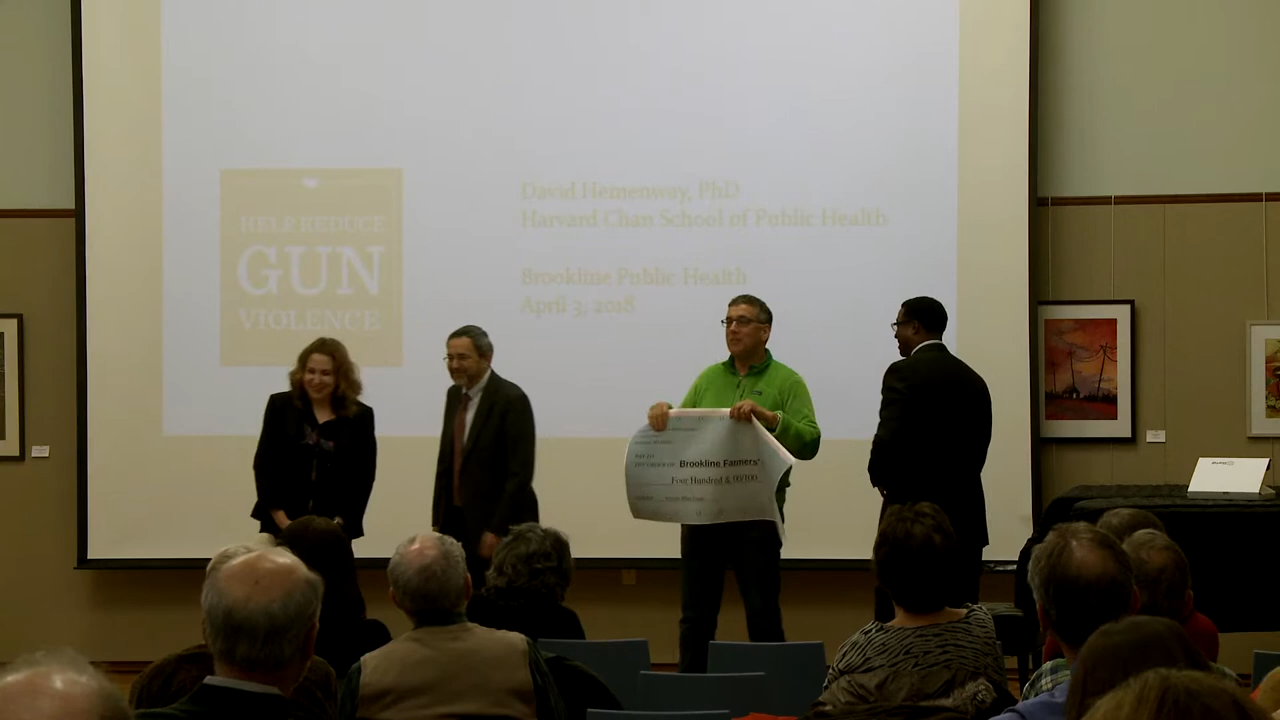 HELP REDUCE
GUN
VIOLENCE
David Hemenway, PhD
Harvard Chan School of Public Health
Brookline Public Health
April 3, 2018
Brookline Farmers'
Four Hundred & 00/100